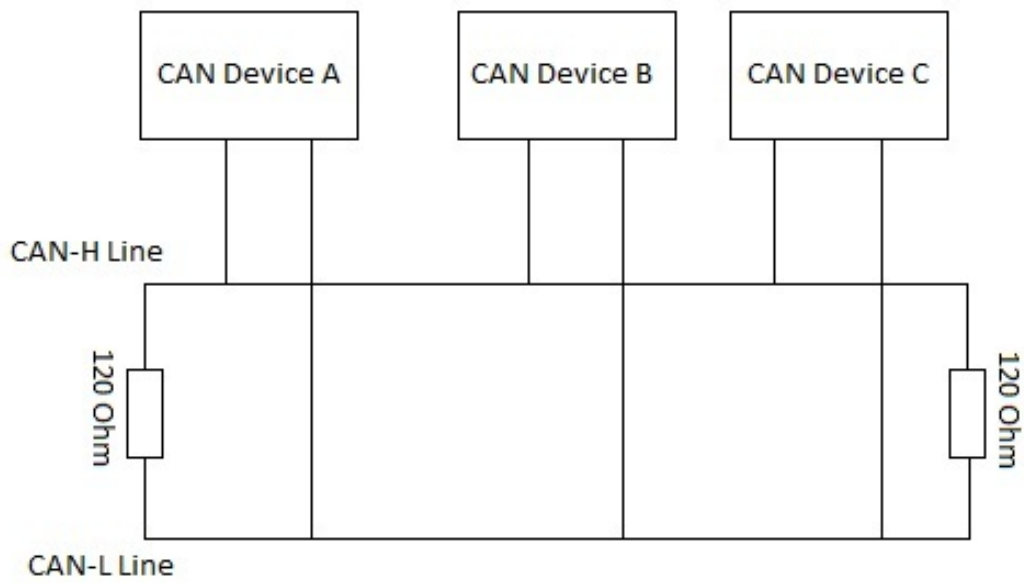 CAN Device A
CAN Device B
CAN Device C
CAN-H Line
120 Ohm
120 Ohm
CAN-L Line